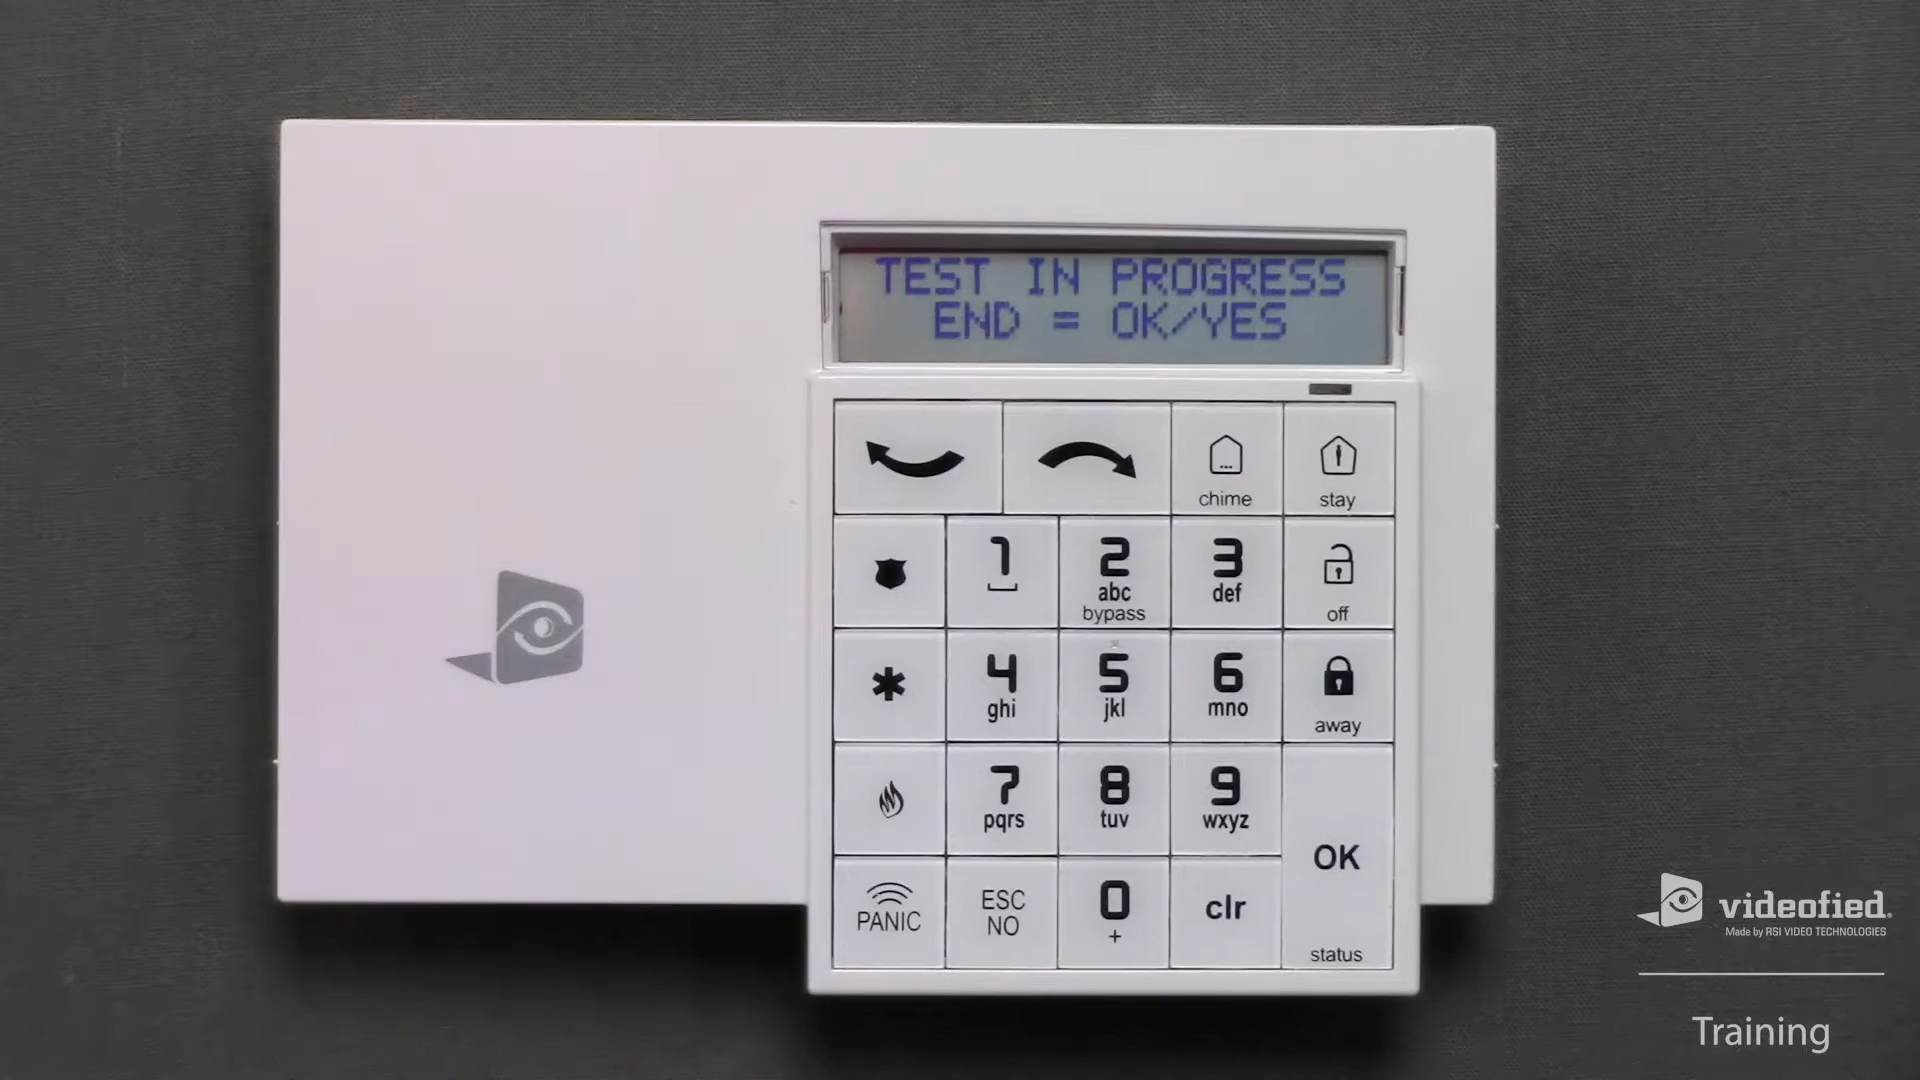 TEST IN PROGRESS
END = OK/YES
chime
stay
1
2
abc
bypass
3
def
off
*
4
ghi
5
jkl
6
mno
away
7
pqrs
8
tuv
9
wxyz
OK
status
PANIC
ESC
NO
0
+
clr
videofied®
Made by RSI VIDEO TECHNOLOGIES
Training